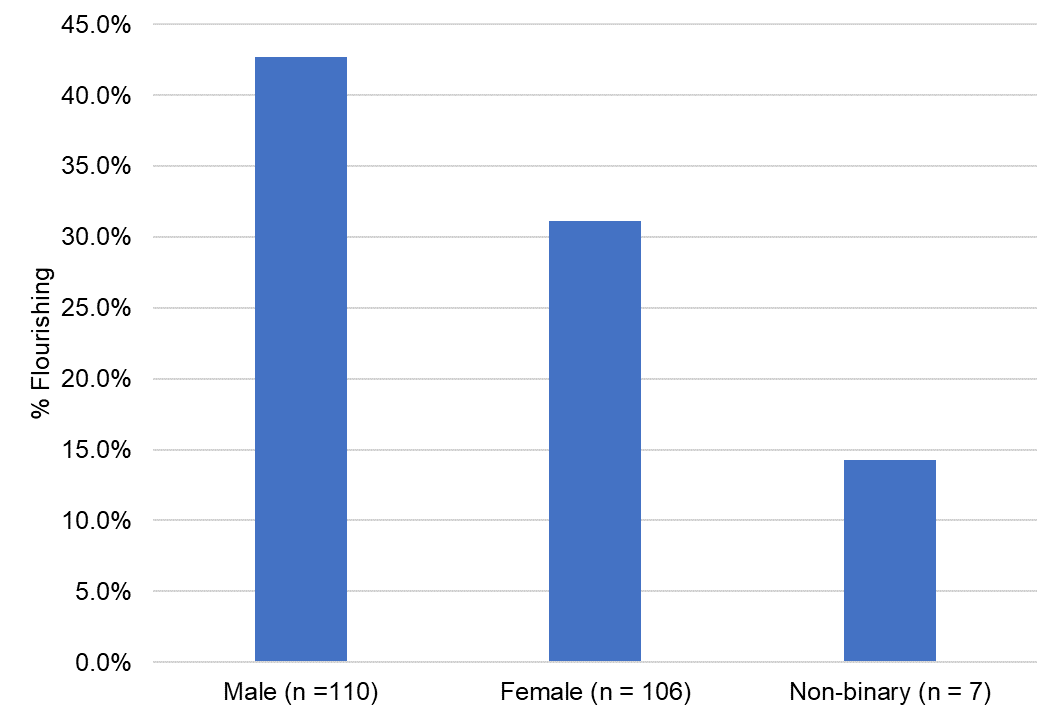 45.0%
40.0%
35.0%
30.0%
25.0%
20.0%
15.0%
10.0%
5.0%
0.0%
% Flourishing
Male (n =110)
Female (n = 106)
Non-binary (n = 7)